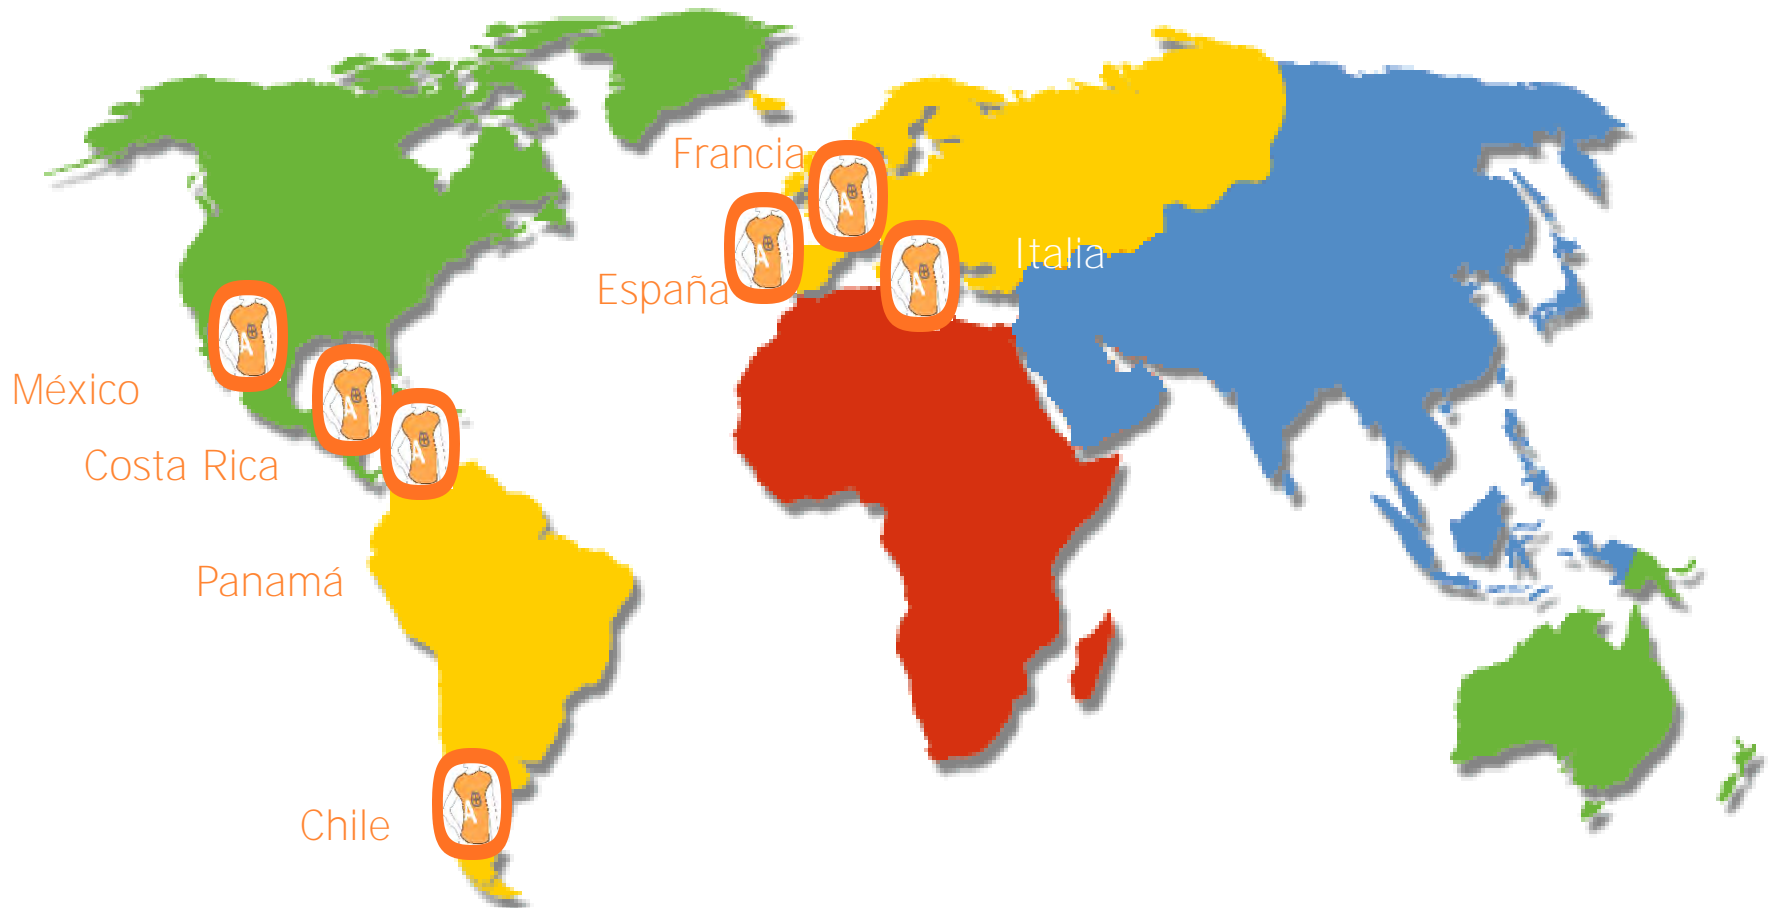 Francia
Italia
España
México
Costa Rica
Panamá
Chile
A
A
A
A
A
A
A